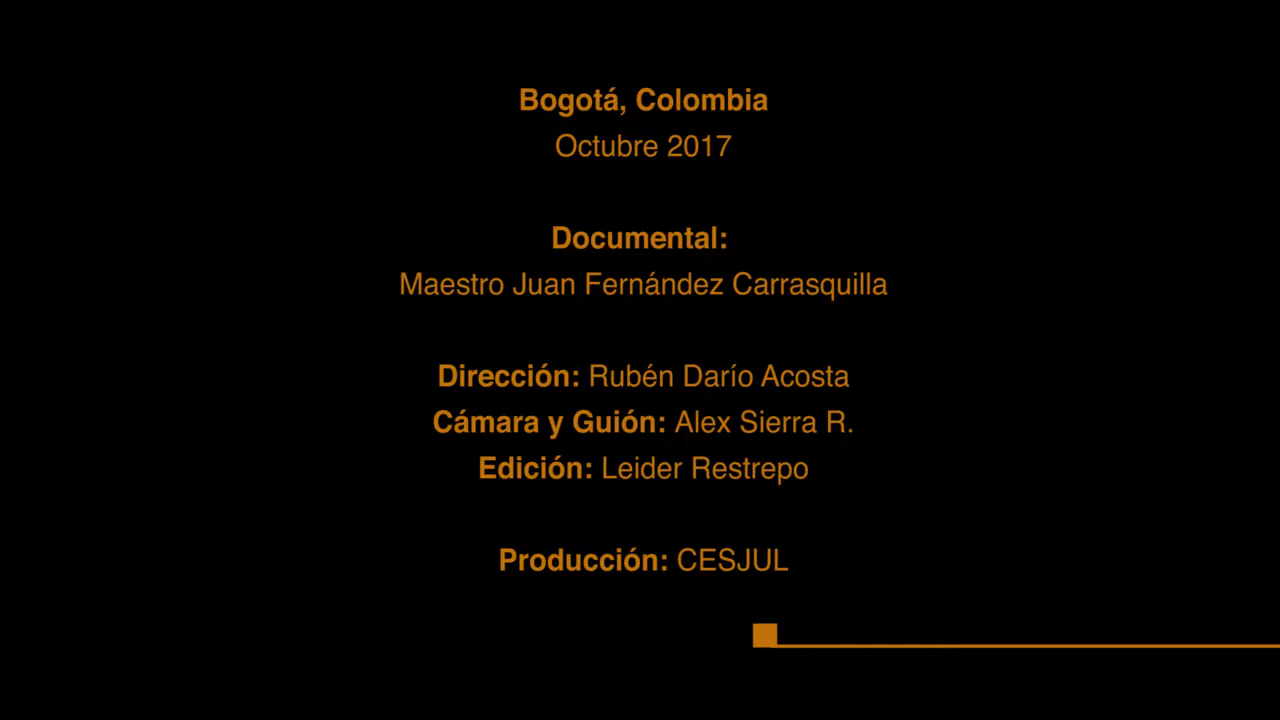 Bogotá, Colombia
Octubre 2017
Documental:
Maestro Juan Fernández Carrasquilla
Dirección: Rubén Darío Acosta
Cámara y Guión: Alex Sierra R.
Edición: Leider Restrepo
Producción: CESJUL